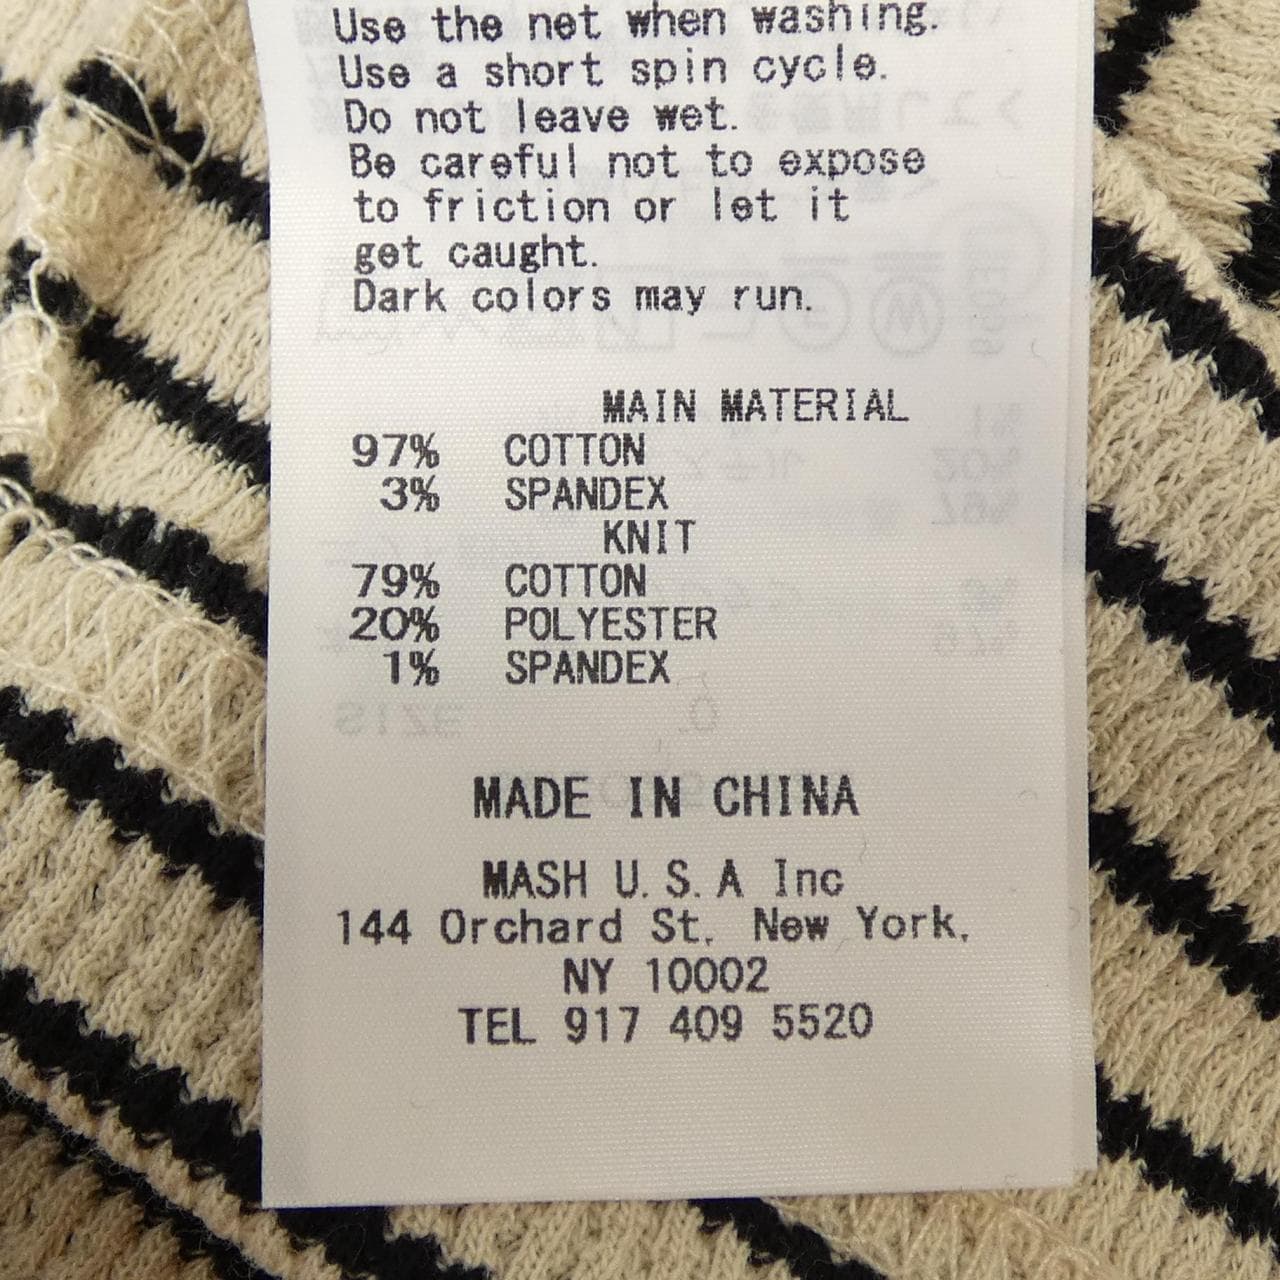 Use the net when washing.
Use a short spin cycle.
Do not leave wet.
Be careful not to expose
to friction or let it
get caught.
Dark colors may run.
MAIN MATERIAL
97% COTTON
3% SPANDEX
KNIT
79% COTTON
20% POLYESTER
1% SPANDEX
MADE IN CHINA
MASH U.S.A Inc
144 Orchard St. New York,
NY 10002
TEL 917 409 5520